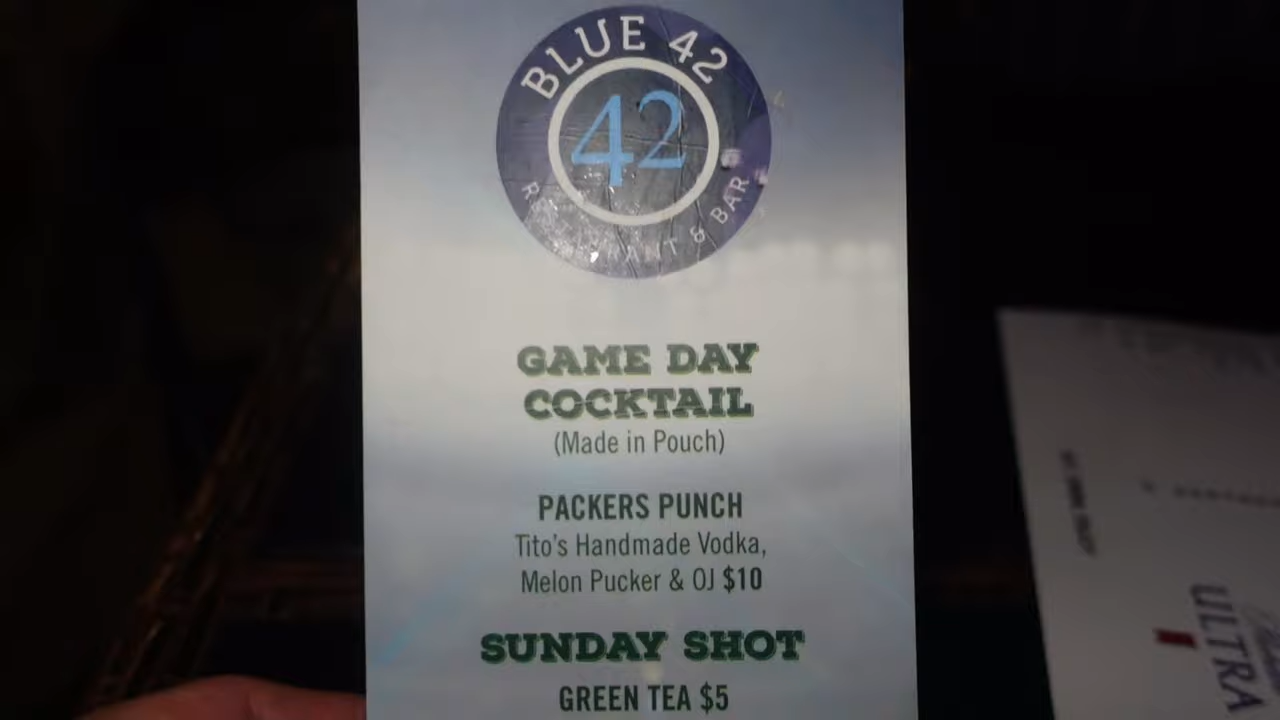 BLUE 42
42
& BAR
GAME DAY
COCKTAIL
(Made in Pouch)
PACKERS PUNCH
Tito's Handmade Vodka,
Melon Pucker & OJ $10
SUNDAY SHOT
GREEN TEA $5
ULTRA